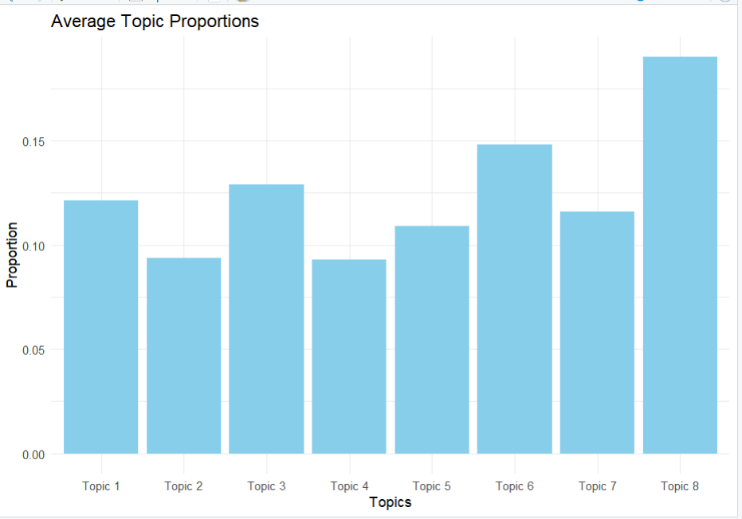 Average Topic Proportions
Proportion
0.15
0.10
0.05
0.00
Topic 1 Topic 2 Topic 3 Topic 4 Topic 5 Topic 6 Topic 7 Topic 8
Topics